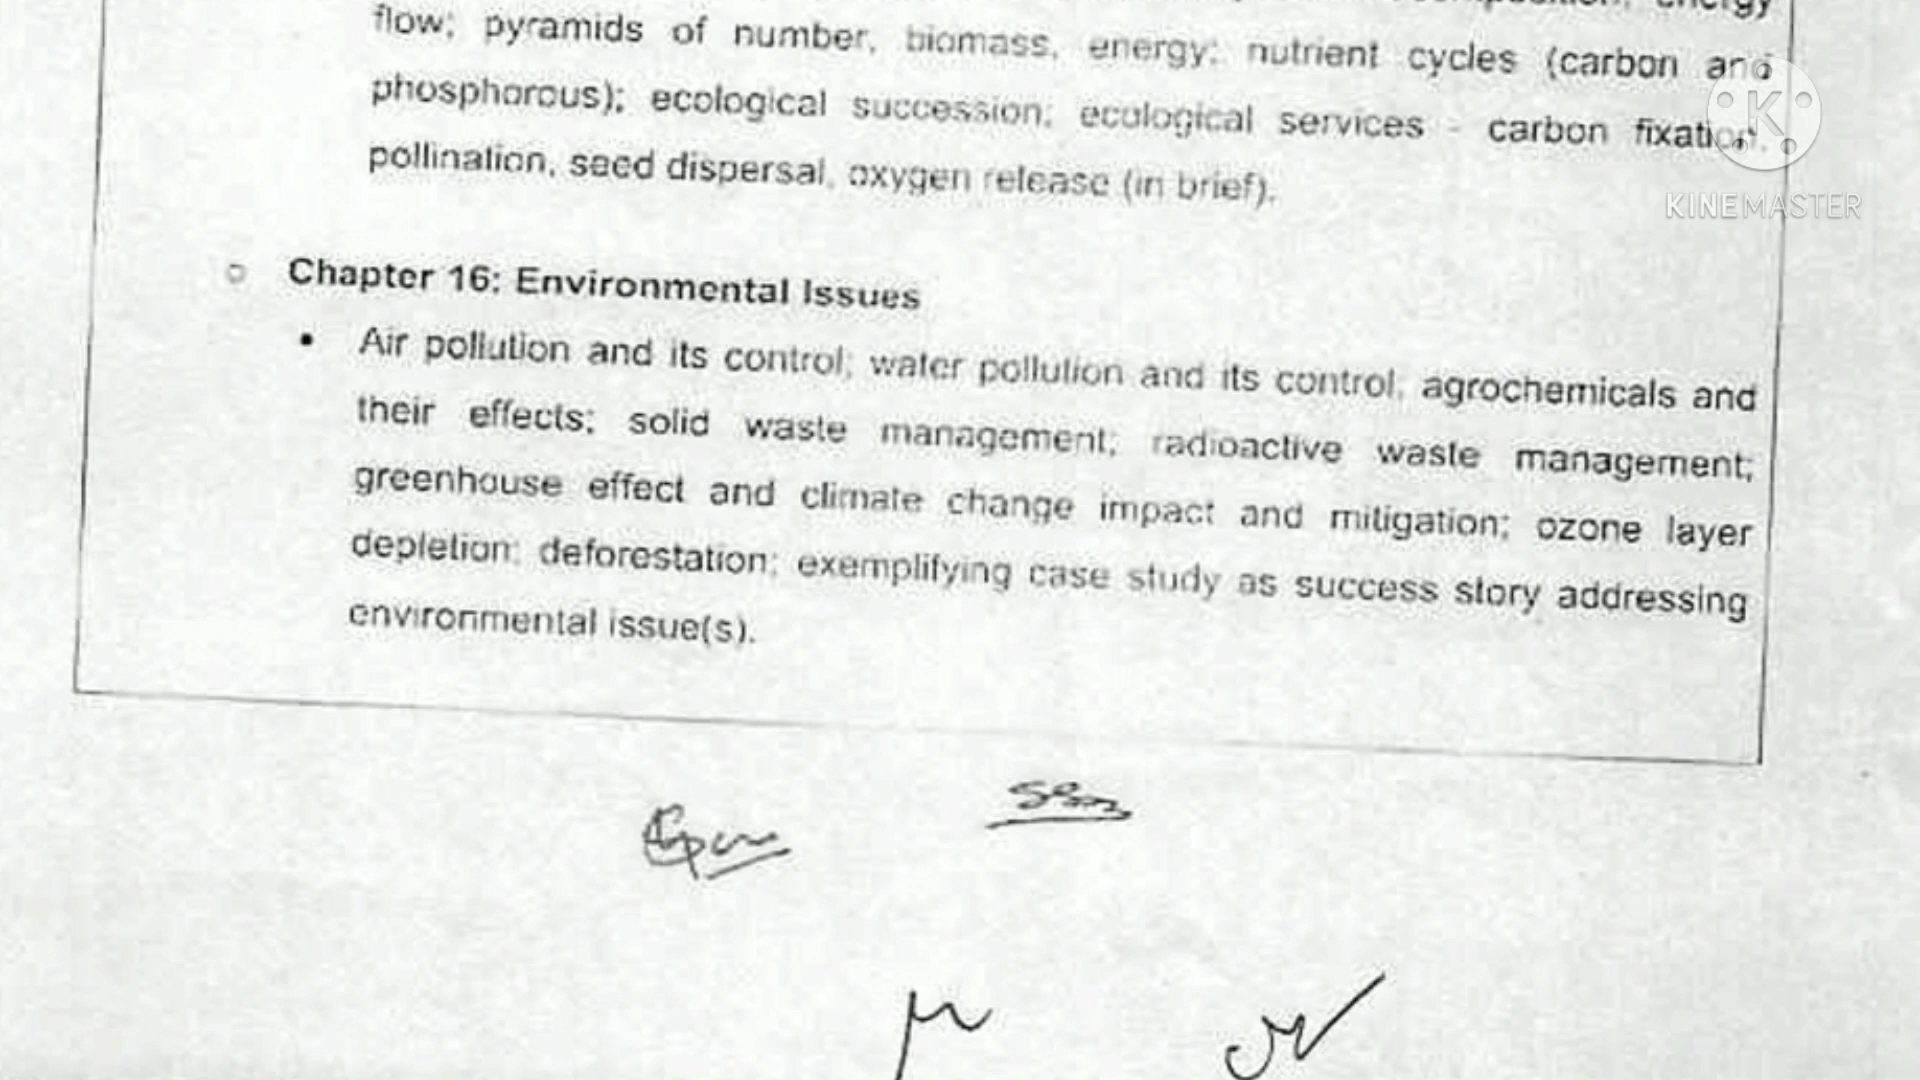 energy
flow; pyramids of number, biomass, energy; nutrient cycles (carbon and
phosphorous); ecological succession; ecological services - carbon fixation,
pollination, seed dispersal, oxygen release (in brief).
K
KINEMASTER
Chapter 16: Environmental Issues
Air pollution and its control; water pollution and its control; agrochemicals and
their effects; solid waste management; radioactive waste management;
greenhouse effect and climate change impact and mitigation; ozone layer
depletion; deforestation; exemplifying case study as success story addressing
environmental issue(s).